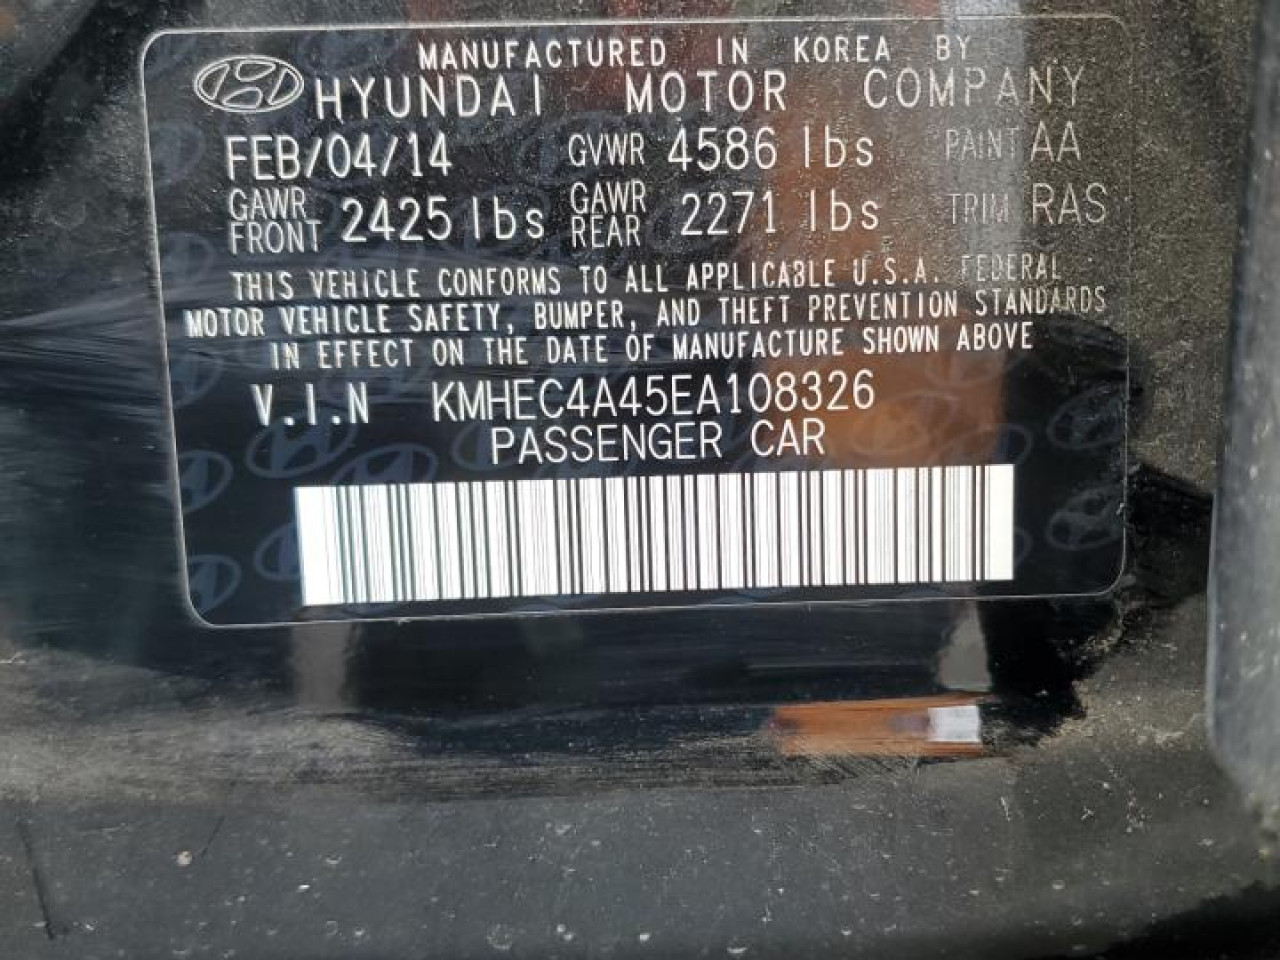 MANUFACTURED IN KOREA BY
HYUNDAI MOTOR COMPANY
FEB/04/14 GVWR 4586 lbs PAINT AA
GAWR FRONT 2425 lbs GAWR REAR 2271 lbs TRIM RAS
THIS VEHICLE CONFORMS TO ALL APPLICABLE U.S.A. FEDERAL
MOTOR VEHICLE SAFETY, BUMPER, AND THEFT PREVENTION STANDARDS
IN EFFECT ON THE DATE OF MANUFACTURE SHOWN ABOVE
V.I.N KMHEC4A45EA108326
PASSENGER CAR